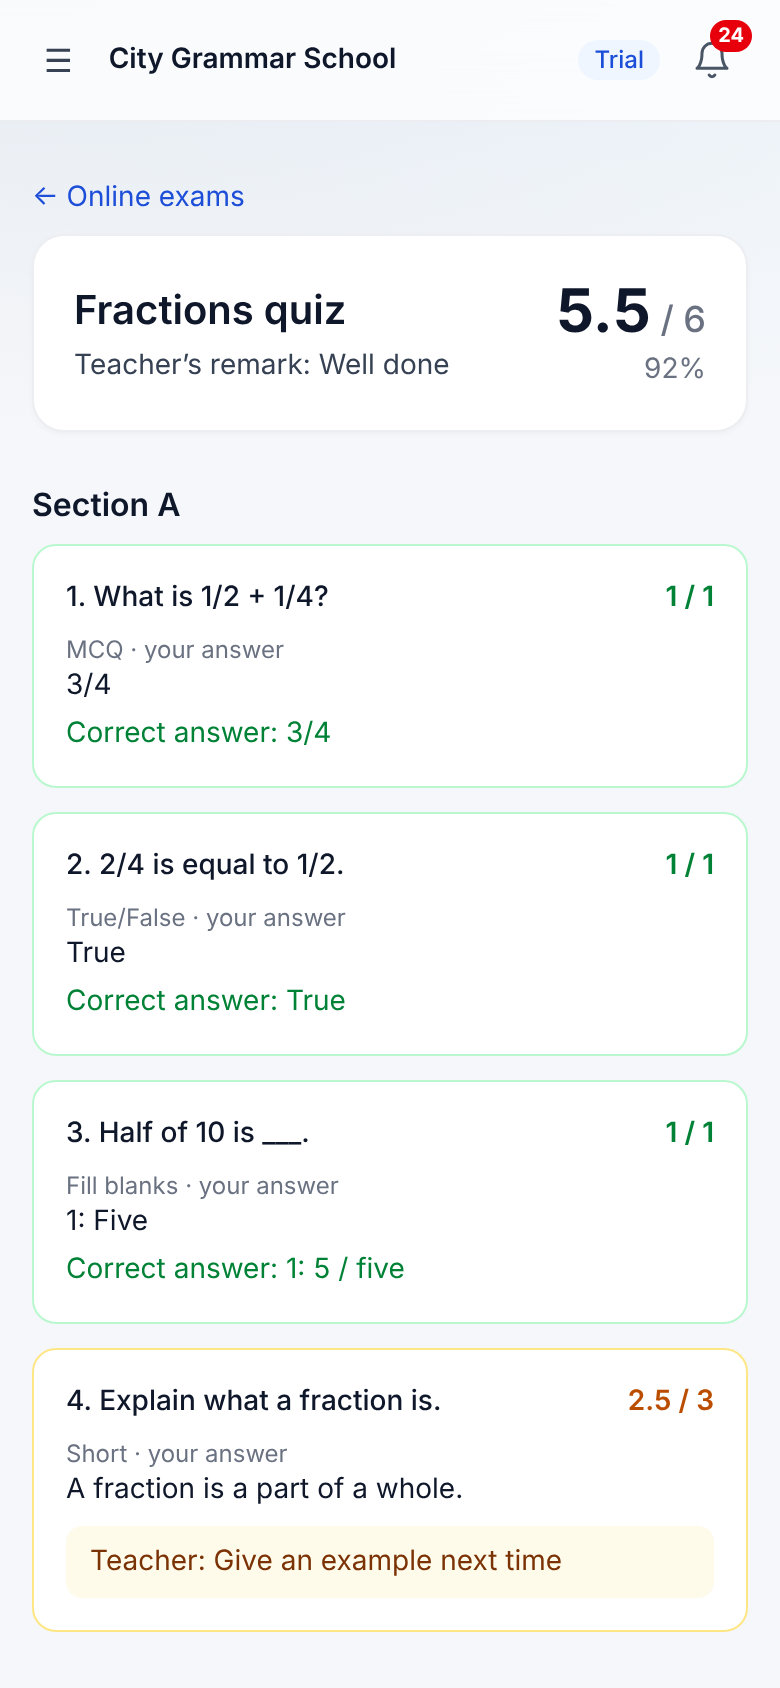 ☰ City Grammar School Trial 24
← Online exams
Fractions quiz 5.5 / 6
Teacher’s remark: Well done 92%
Section A
1. What is 1/2 + 1/4? 1 / 1
MCQ · your answer
3/4
Correct answer: 3/4
2. 2/4 is equal to 1/2. 1 / 1
True/False · your answer
True
Correct answer: True
3. Half of 10 is ___. 1 / 1
Fill blanks · your answer
1: Five
Correct answer: 1: 5 / five
4. Explain what a fraction is. 2.5 / 3
Short · your answer
A fraction is a part of a whole.
Teacher: Give an example next time